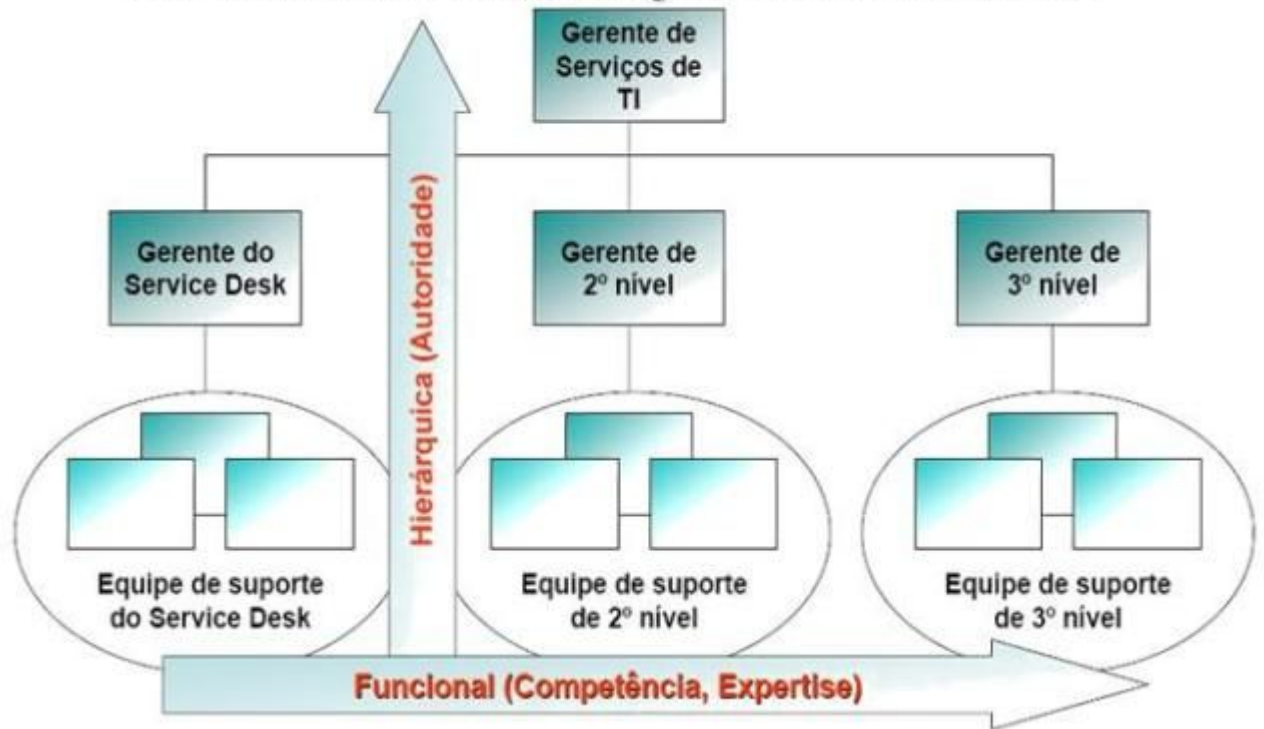 Gerente de
Serviços de
TI
Gerente do
Service Desk
Gerente de
2º nível
Gerente de
3º nível
Hierárquica (Autoridade)
Equipe de suporte
do Service Desk
Equipe de suporte
de 2º nível
Equipe de suporte
de 3º nível
Funcional (Competência, Expertise)